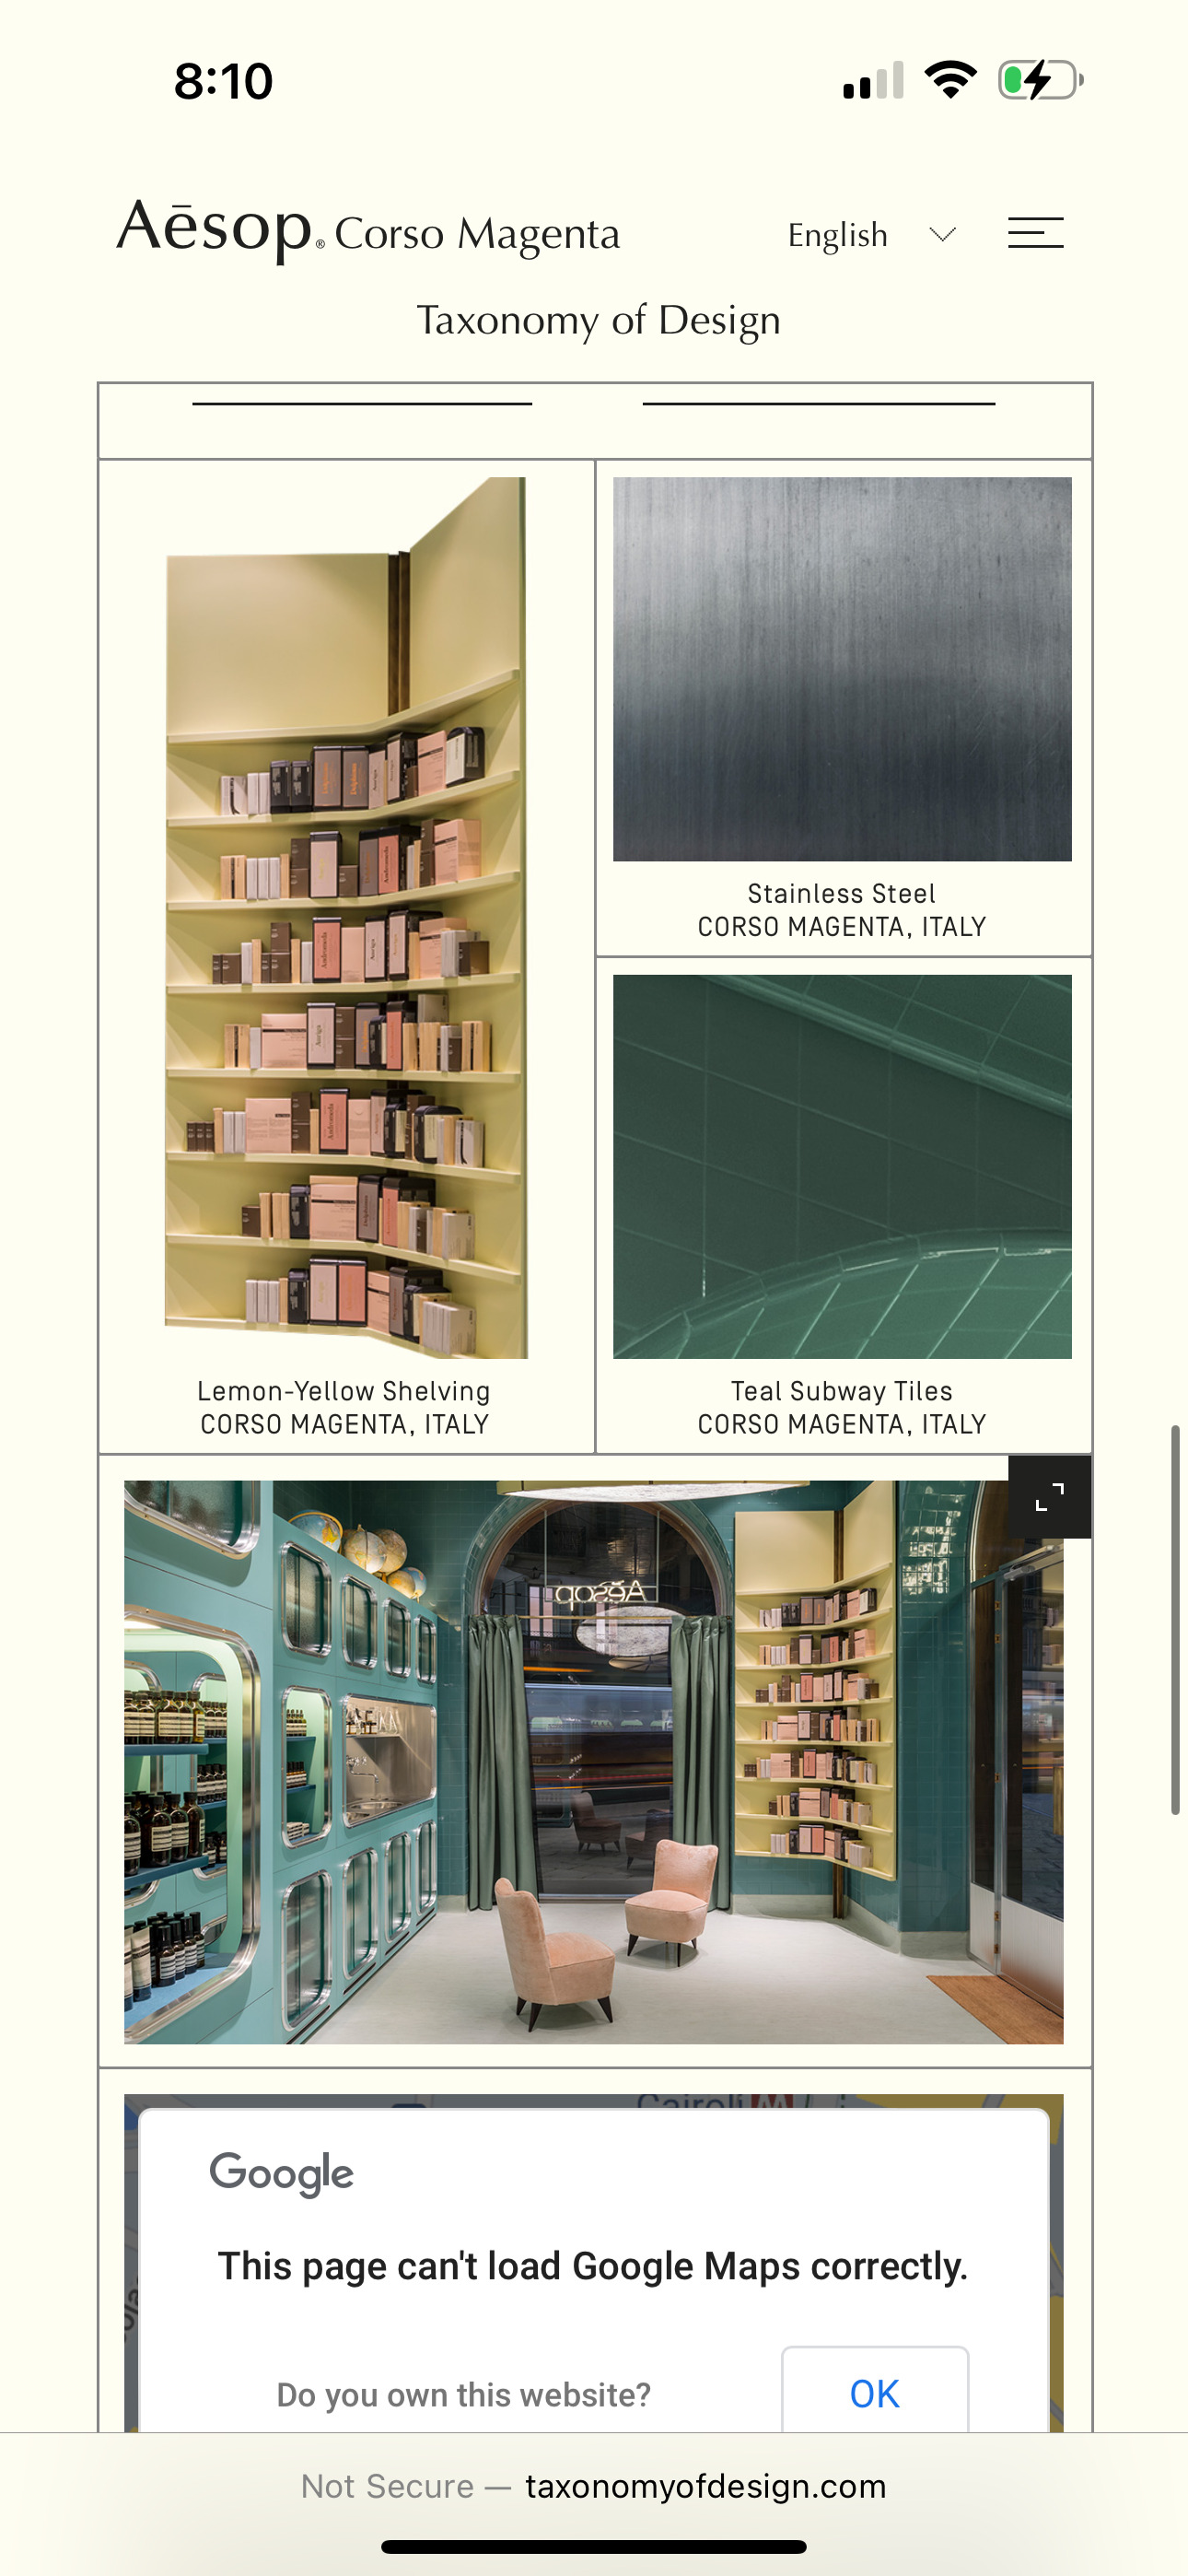 8:10
Aēsop® Corso Magenta
English
Taxonomy of Design
Stainless Steel
CORSO MAGENTA, ITALY
Lemon-Yellow Shelving
CORSO MAGENTA, ITALY
Teal Subway Tiles
CORSO MAGENTA, ITALY
Aēsop
Cairoli M
Google
This page can't load Google Maps correctly.
Do you own this website?
OK
Not Secure — taxonomyofdesign.com